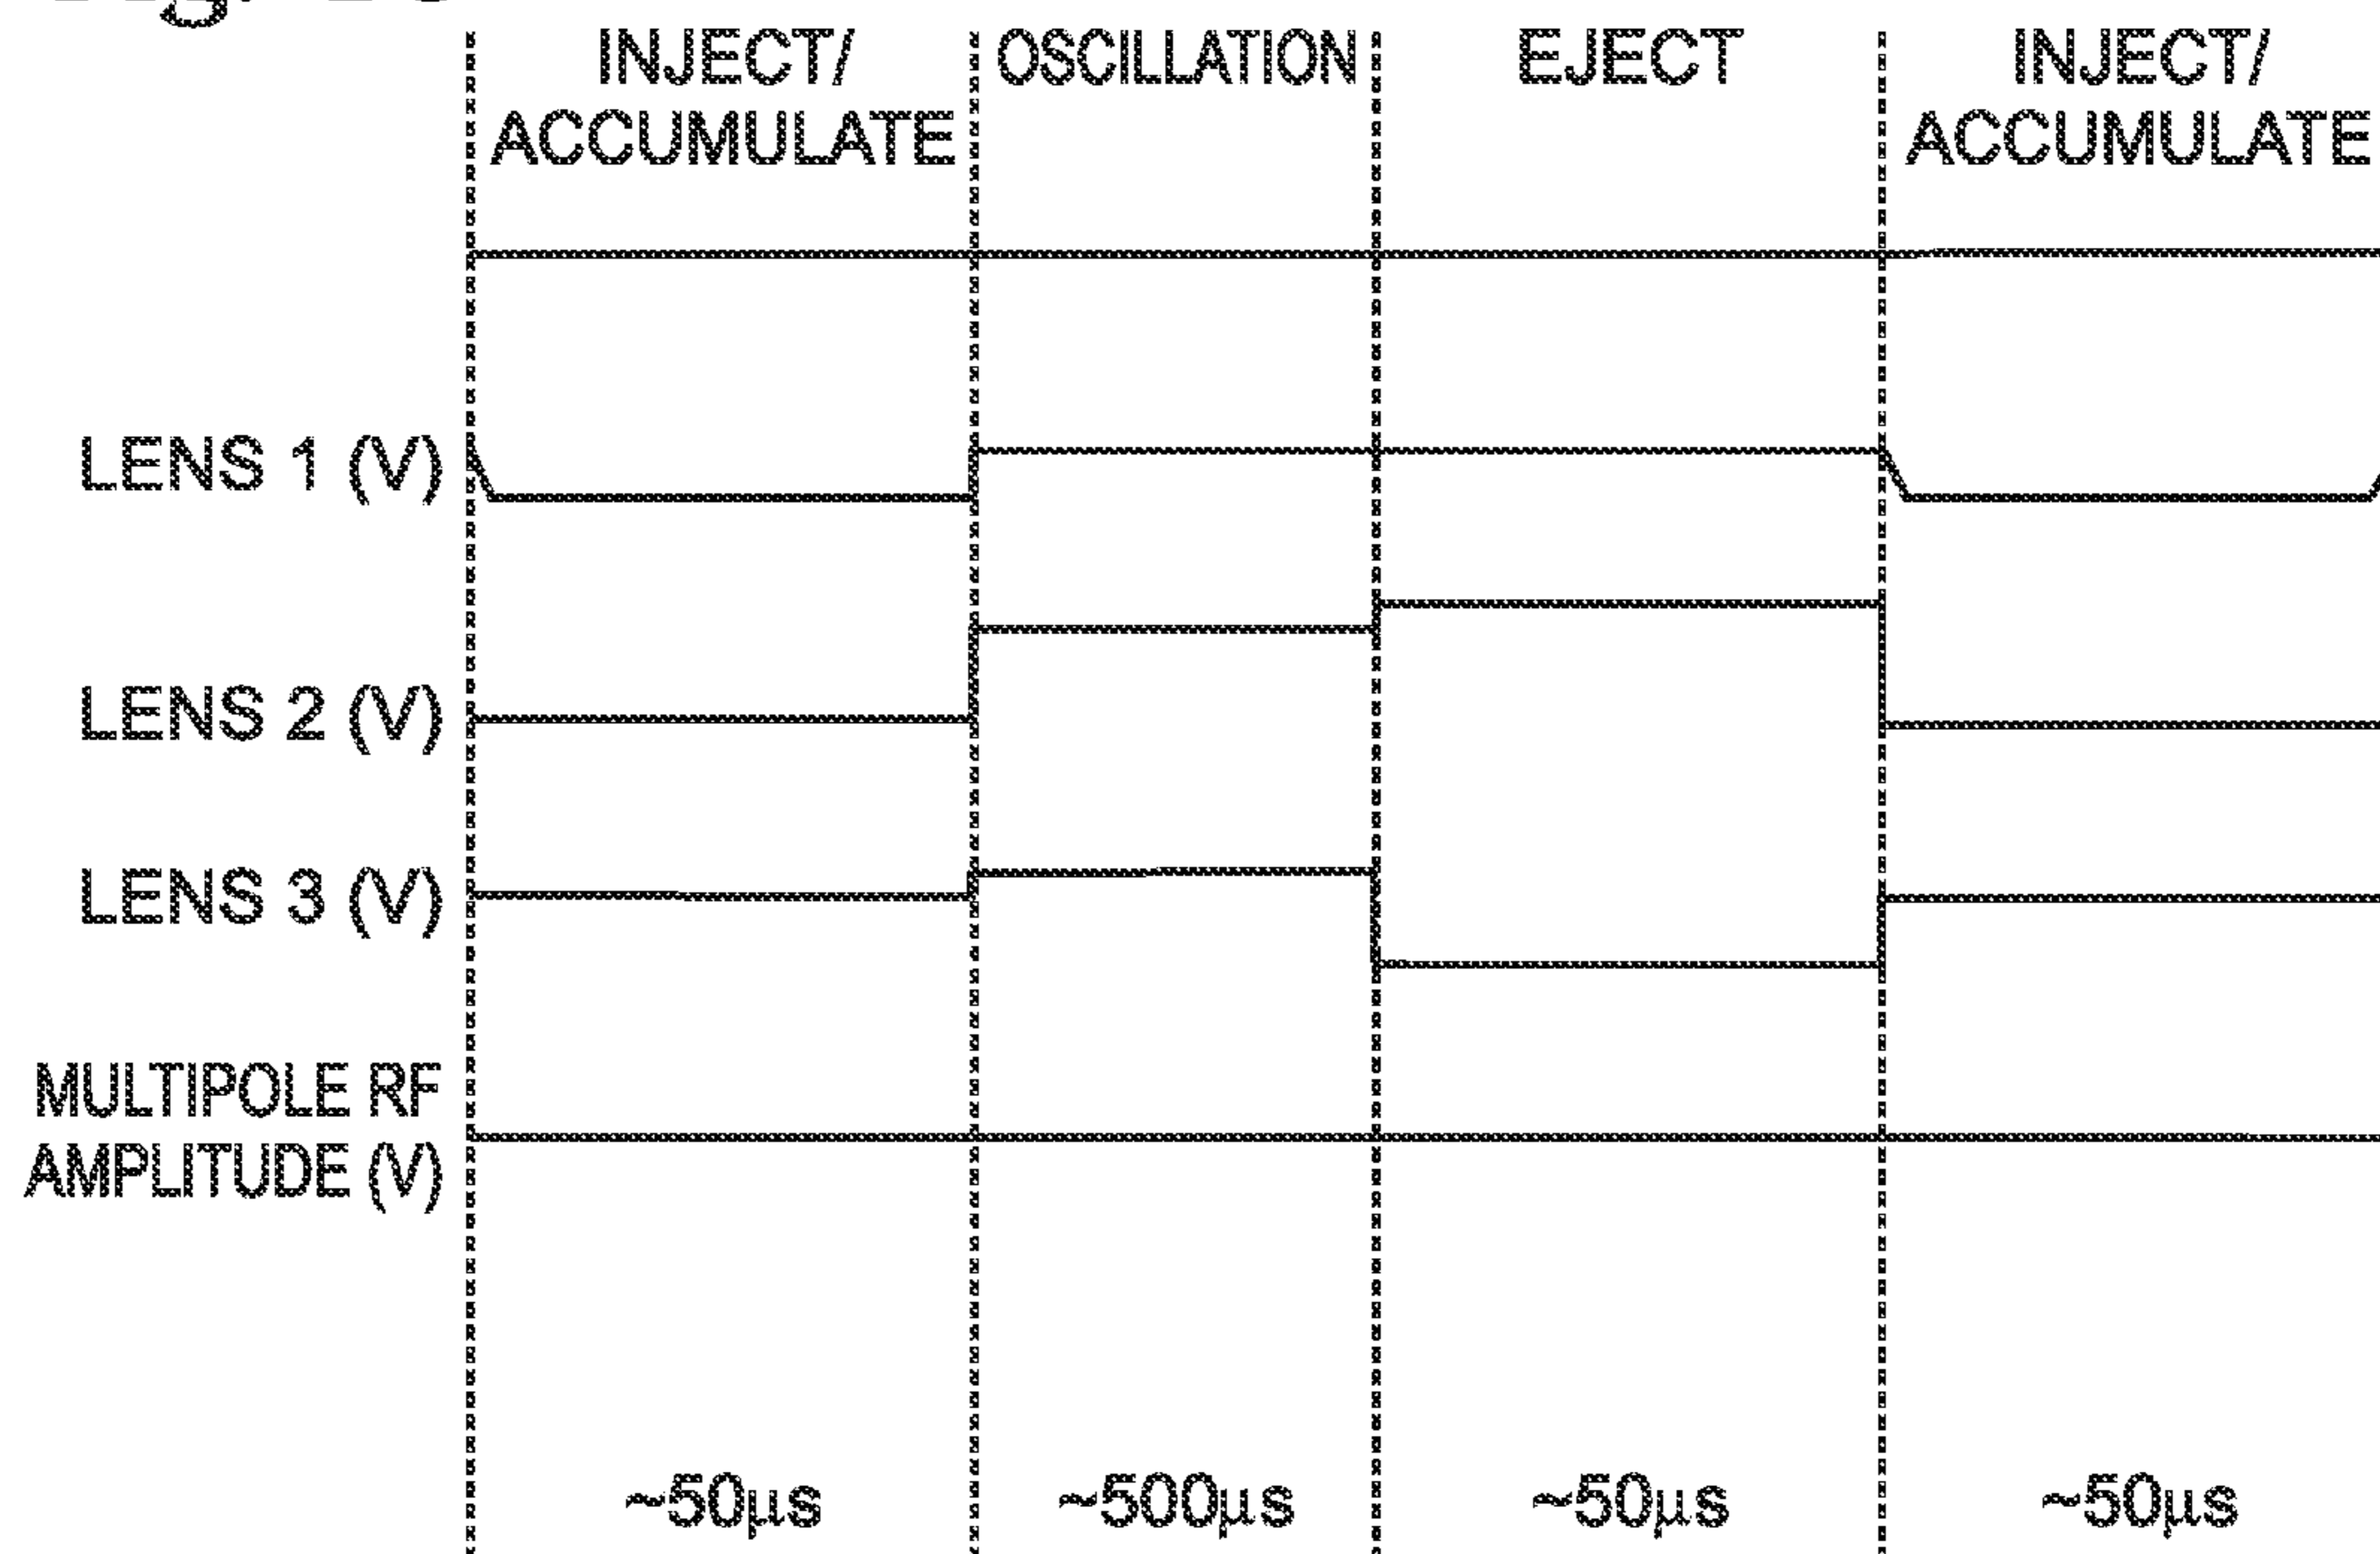 INJECT/
ACCUMULATE
OSCILLATION
EJECT
INJECT/
ACCUMULATE
LENS 1 (V)
LENS 2 (V)
LENS 3 (V)
MULTIPOLE RF
AMPLITUDE (V)
~50μs
~500μs
~50μs
~50μs